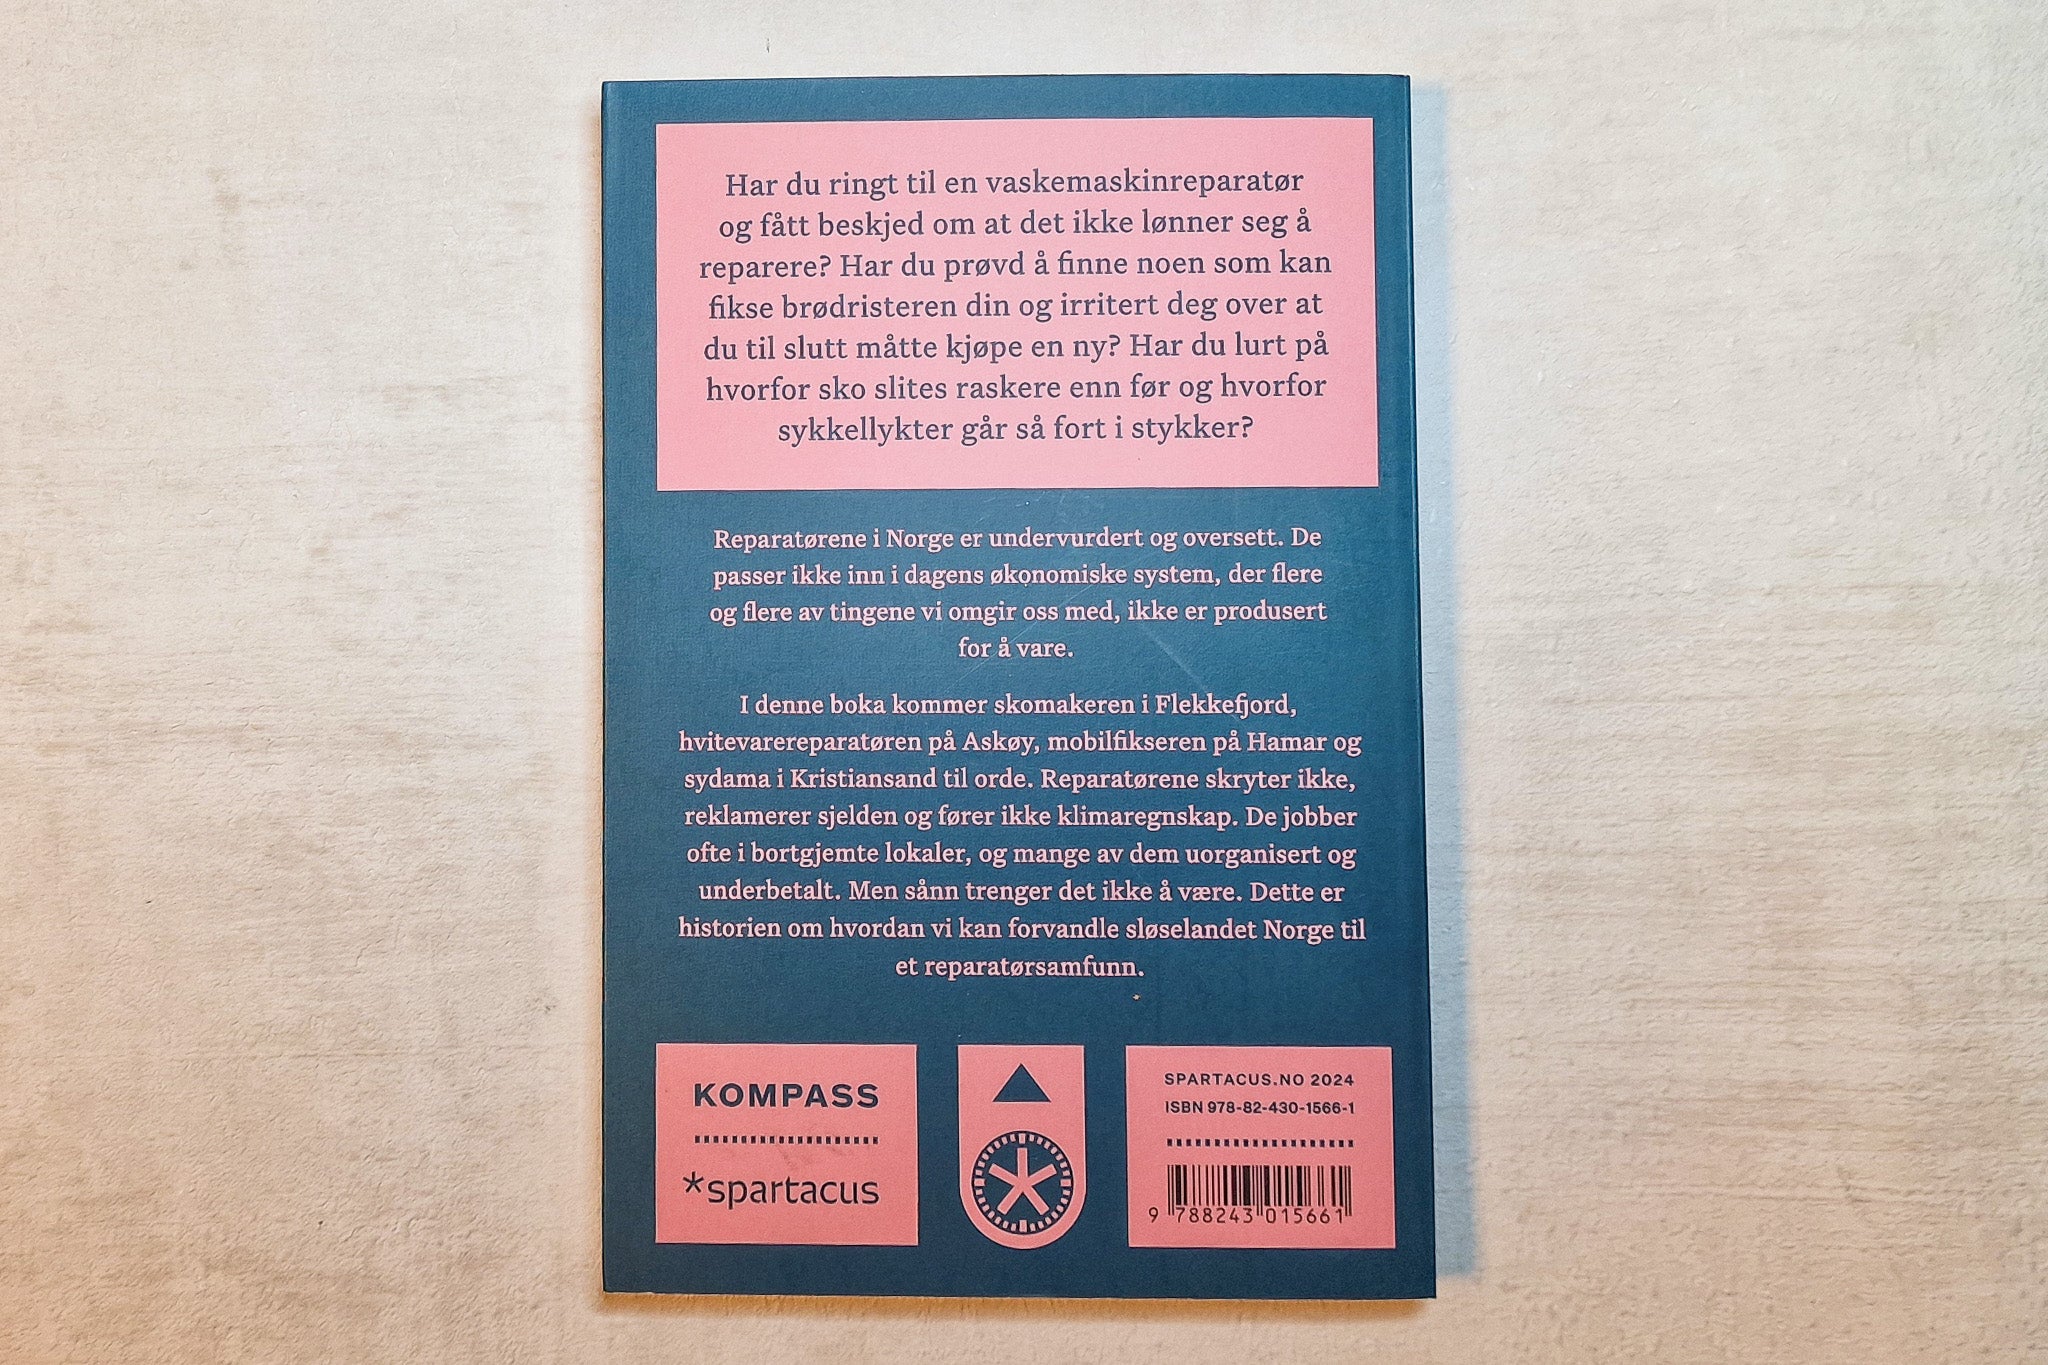 Har du ringt til en vaskemaskinreparatør
og fått beskjed om at det ikke lønner seg å
reparere? Har du prøvd å finne noen som kan
fikse brødristeren din og irritert deg over at
du til slutt måtte kjøpe en ny? Har du lurt på
hvorfor sko slites raskere enn før og hvorfor
sykkellykter går så fort i stykker?
Reparatørene i Norge er undervurdert og oversett. De
passer ikke inn i dagens økonomiske system, der flere
og flere av tingene vi omgir oss med, ikke er produsert
for å vare.
I denne boka kommer skomakeren i Flekkefjord,
hvitevarereparatøren på Askøy, mobilfikseren på Hamar og
sydama i Kristiansand til orde. Reparatørene skryter ikke,
reklamerer sjelden og fører ikke klimaregnskap. De jobber
ofte i bortgjemte lokaler, og mange av dem uorganisert og
underbetalt. Men sånn trenger det ikke å være. Dette er
historien om hvordan vi kan forvandle sløselandet Norge til
et reparatørsamfunn.
KOMPASS
*spartacus
SPARTACUS.NO 2024
ISBN 978-82-430-1566-1
9 788243 015661